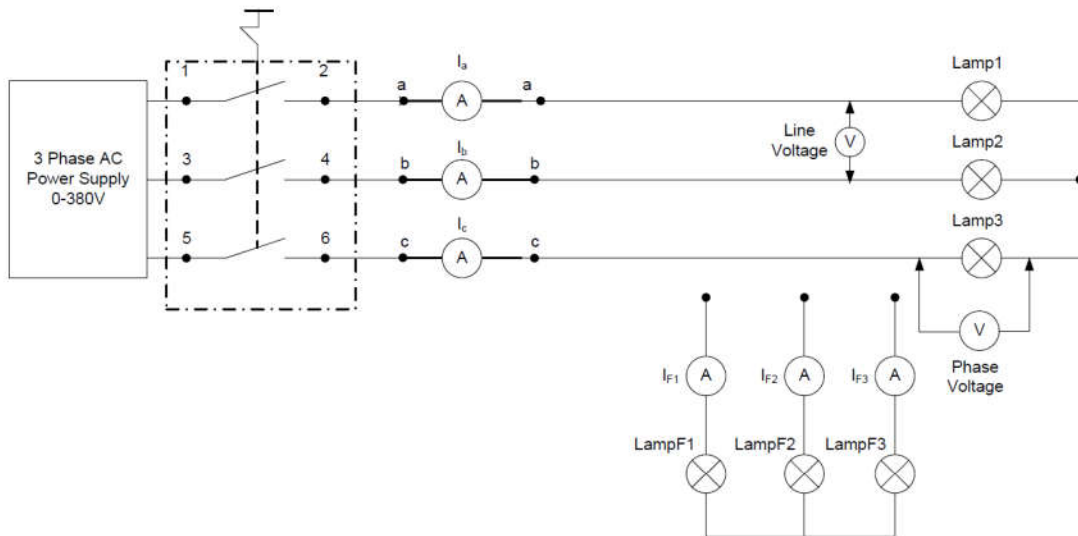 3 Phase AC
Power Supply
0-380V
1
2
3
4
5
6
a
Ia
A
a
b
Ib
A
b
c
Ic
A
c
Line
Voltage
V
Lamp1
Lamp2
Lamp3
V
Phase
Voltage
IF1
A
IF2
A
IF3
A
LampF1
LampF2
LampF3